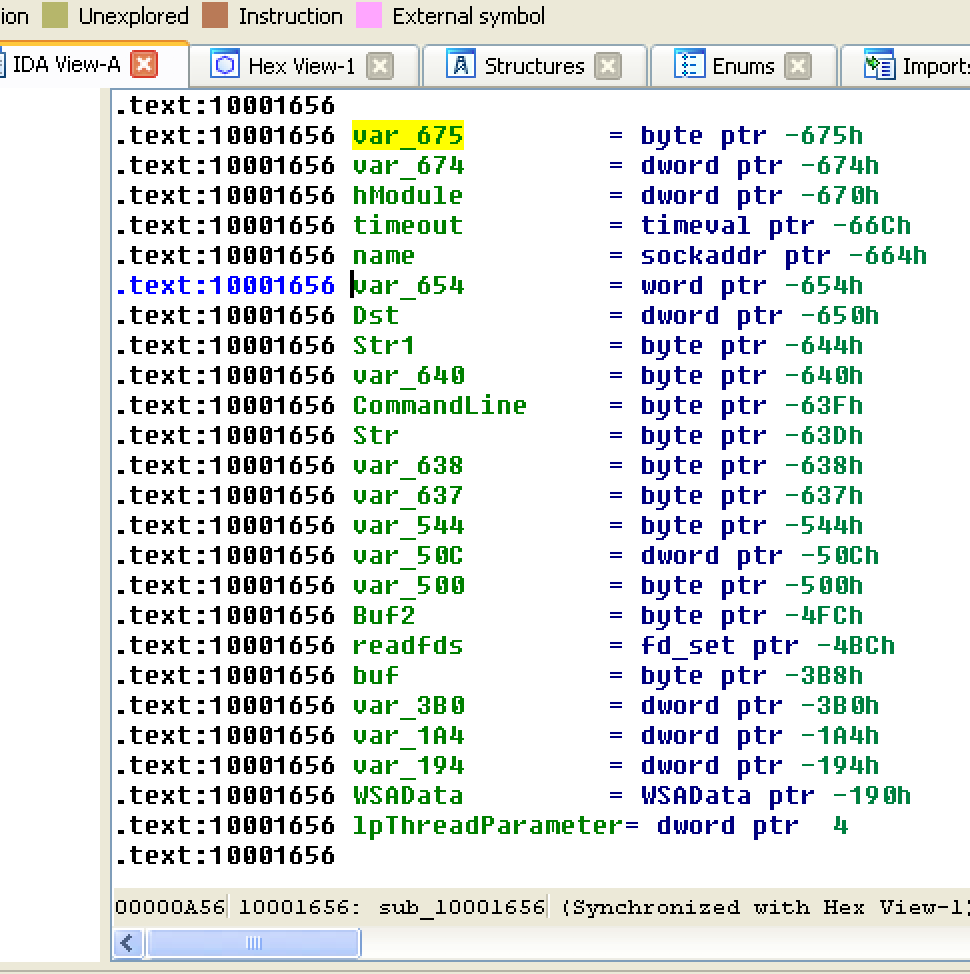 ion Unexplored Instruction External symbol
IDA View-A Hex View-1 Structures Enums Imports
.text:10001656
.text:10001656 var_675 = byte ptr -675h
.text:10001656 var_674 = dword ptr -674h
.text:10001656 hModule = dword ptr -670h
.text:10001656 timeout = timeval ptr -66Ch
.text:10001656 name = sockaddr ptr -664h
.text:10001656 var_654 = word ptr -654h
.text:10001656 Dst = dword ptr -650h
.text:10001656 Str1 = byte ptr -644h
.text:10001656 var_640 = byte ptr -640h
.text:10001656 CommandLine = byte ptr -63Fh
.text:10001656 Str = byte ptr -63Dh
.text:10001656 var_638 = byte ptr -638h
.text:10001656 var_637 = byte ptr -637h
.text:10001656 var_544 = byte ptr -544h
.text:10001656 var_50C = dword ptr -50Ch
.text:10001656 var_500 = byte ptr -500h
.text:10001656 Buf2 = byte ptr -4FCh
.text:10001656 readfds = fd_set ptr -4BCh
.text:10001656 buf = byte ptr -3B8h
.text:10001656 var_3B0 = dword ptr -3B0h
.text:10001656 var_1A4 = dword ptr -1A4h
.text:10001656 var_194 = dword ptr -194h
.text:10001656 WSAData = WSAData ptr -190h
.text:10001656 lpThreadParameter= dword ptr 4
.text:10001656
00000A56 10001656: sub_10001656 (Synchronized with Hex View-1)